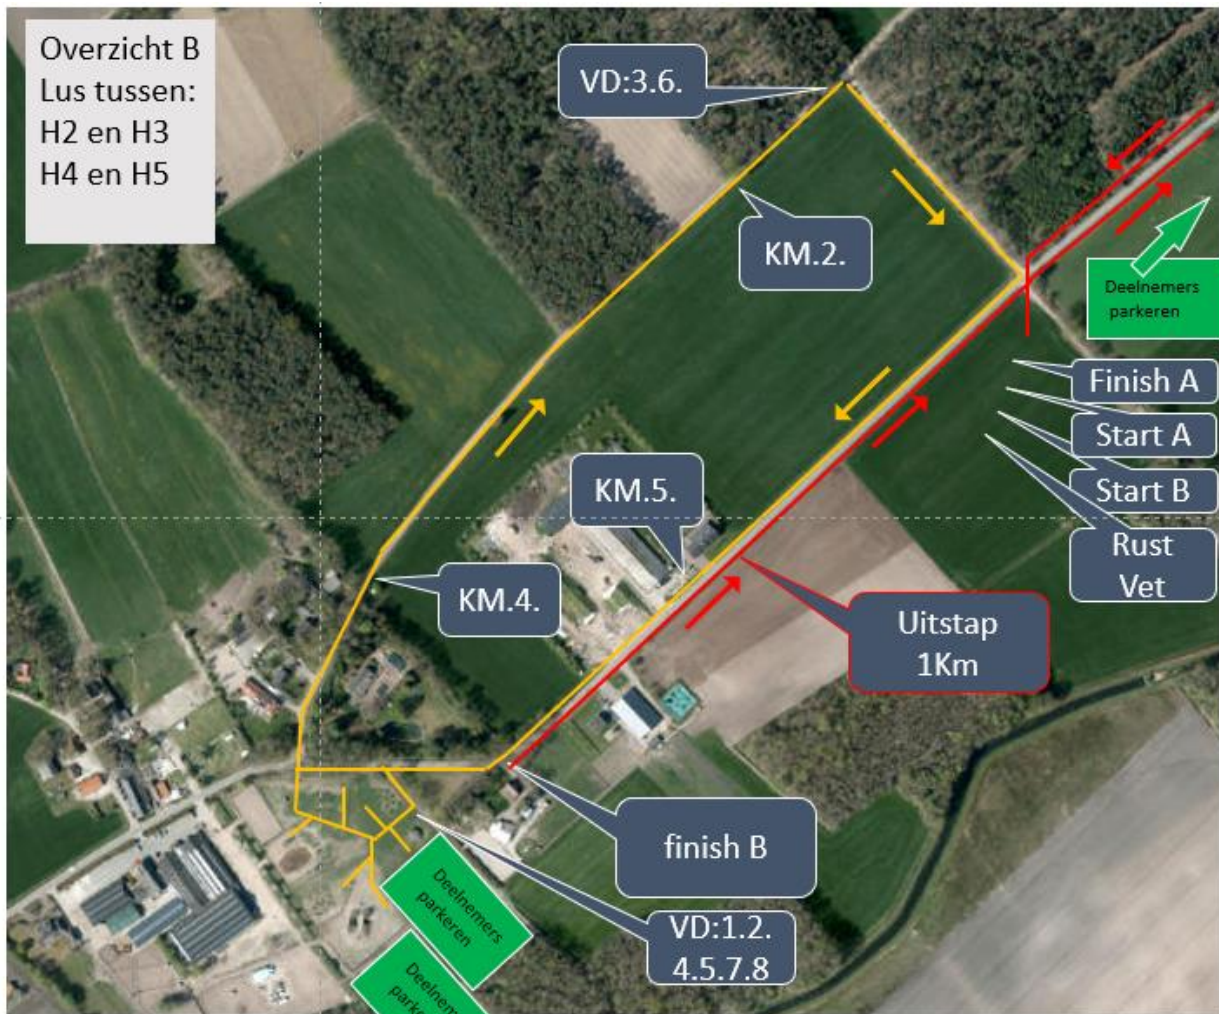 Overzicht B
Lus tussen:
H2 en H3
H4 en H5
VD:3.6.
KM.2.
Deelnemers
parkeren
Finish A
Start A
Start B
Rust
Vet
KM.5.
KM.4.
Uitstap
1Km
finish B
Deelnemers
parkeren
VD:1.2.
4.5.7.8